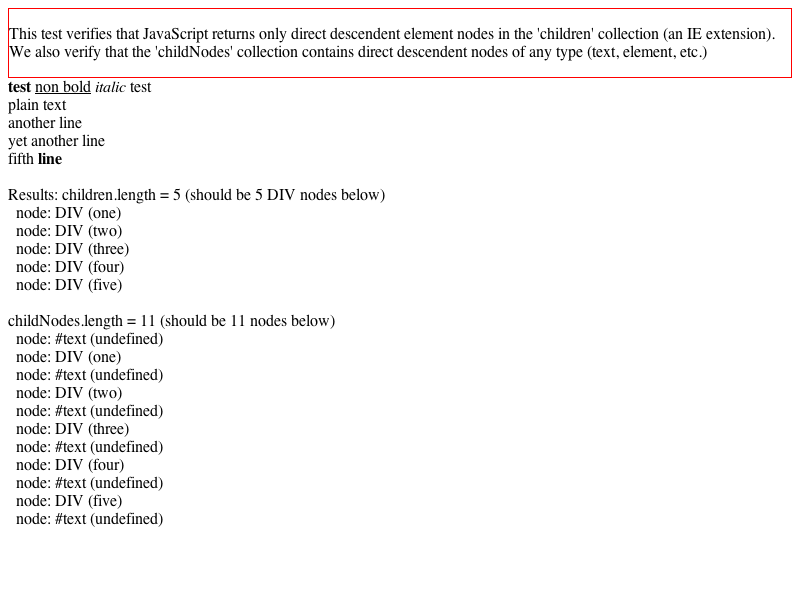 This test verifies that JavaScript returns only direct descendent element nodes in the 'children' collection (an IE extension).
We also verify that the 'childNodes' collection contains direct descendent nodes of any type (text, element, etc.)
test non bold italic test
plain text
another line
yet another line
fifth line
Results: children.length = 5 (should be 5 DIV nodes below)
node: DIV (one)
node: DIV (two)
node: DIV (three)
node: DIV (four)
node: DIV (five)
childNodes.length = 11 (should be 11 nodes below)
node: #text (undefined)
node: DIV (one)
node: #text (undefined)
node: DIV (two)
node: #text (undefined)
node: DIV (three)
node: #text (undefined)
node: DIV (four)
node: #text (undefined)
node: DIV (five)
node: #text (undefined)